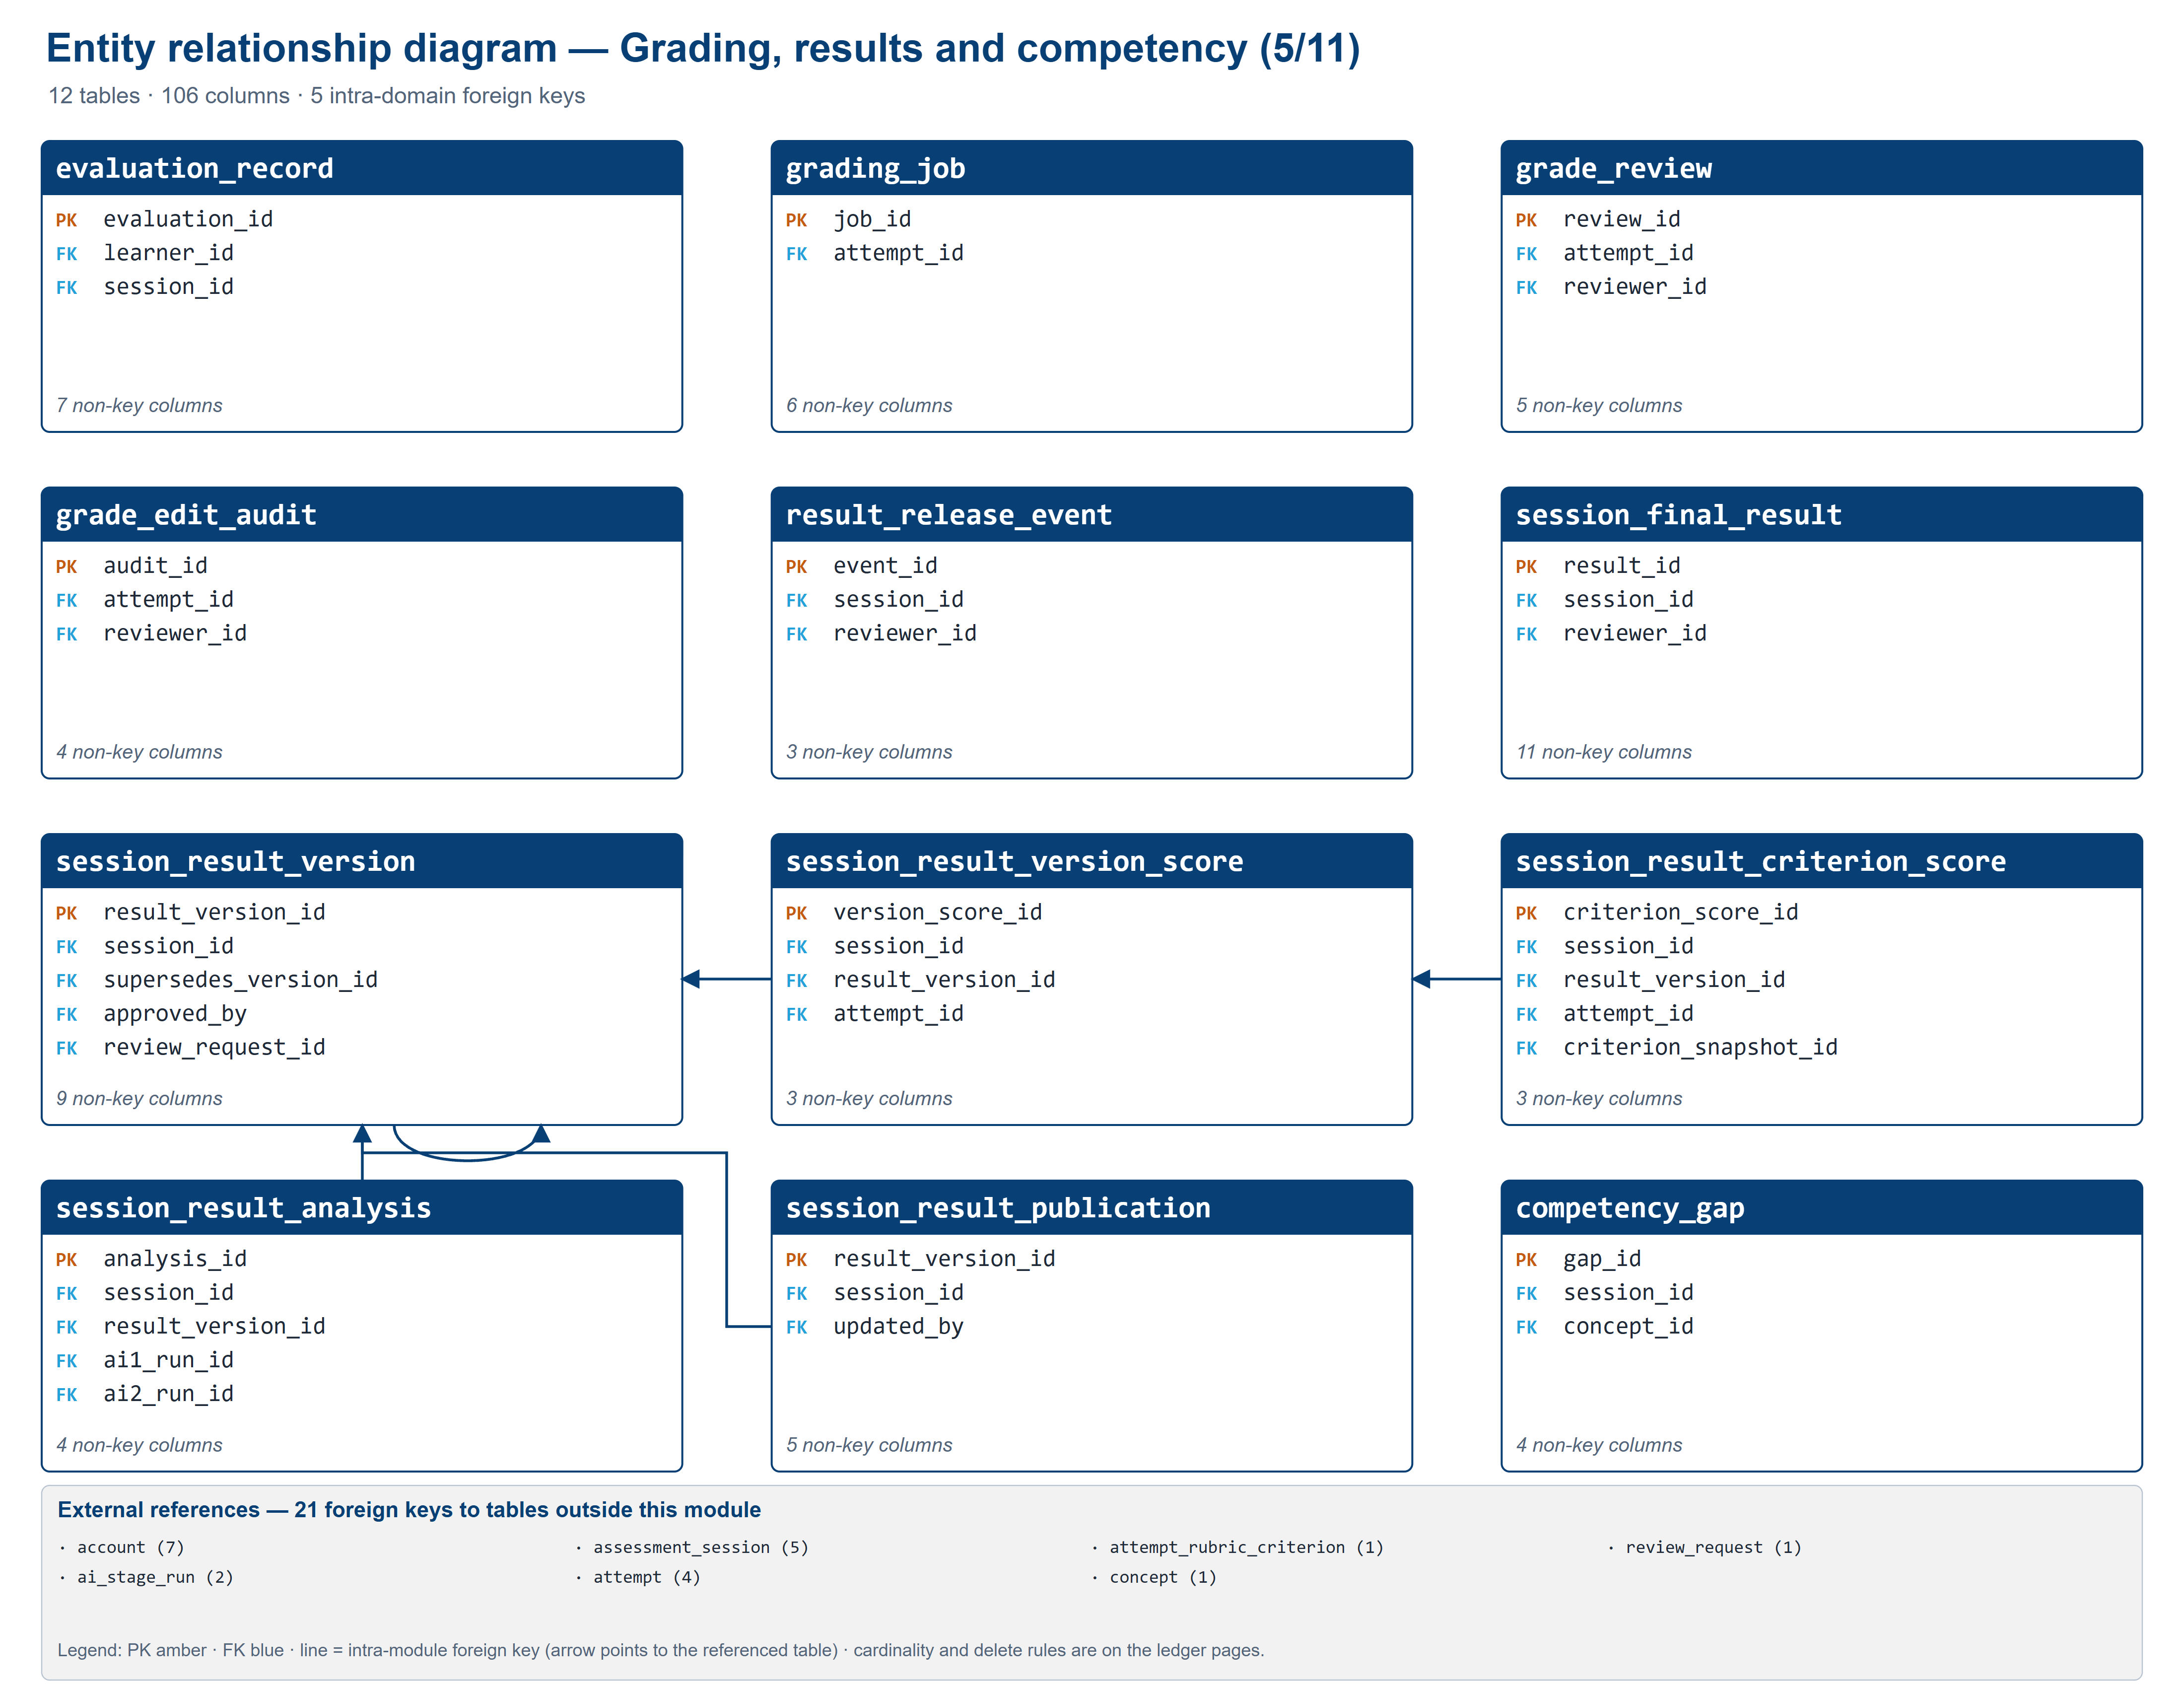 Entity relationship diagram — Grading, results and competency (5/11)
12 tables · 106 columns · 5 intra-domain foreign keys
evaluation_record
PK evaluation_id
FK learner_id
FK session_id
7 non-key columns
grading_job
PK job_id
FK attempt_id
6 non-key columns
grade_review
PK review_id
FK attempt_id
FK reviewer_id
5 non-key columns
grade_edit_audit
PK audit_id
FK attempt_id
FK reviewer_id
4 non-key columns
result_release_event
PK event_id
FK session_id
FK reviewer_id
3 non-key columns
session_final_result
PK result_id
FK session_id
FK reviewer_id
11 non-key columns
session_result_version
PK result_version_id
FK session_id
FK supersedes_version_id
FK approved_by
FK review_request_id
9 non-key columns
session_result_version_score
PK version_score_id
FK session_id
FK result_version_id
FK attempt_id
3 non-key columns
session_result_criterion_score
PK criterion_score_id
FK session_id
FK result_version_id
FK attempt_id
FK criterion_snapshot_id
3 non-key columns
session_result_analysis
PK analysis_id
FK session_id
FK result_version_id
FK ai1_run_id
FK ai2_run_id
4 non-key columns
session_result_publication
PK result_version_id
FK session_id
FK updated_by
5 non-key columns
competency_gap
PK gap_id
FK session_id
FK concept_id
4 non-key columns
External references — 21 foreign keys to tables outside this module
· account (7) · assessment_session (5) · attempt_rubric_criterion (1) · review_request (1)
· ai_stage_run (2) · attempt (4) · concept (1)
Legend: PK amber · FK blue · line = intra-module foreign key (arrow points to the referenced table) · cardinality and delete rules are on the ledger pages.